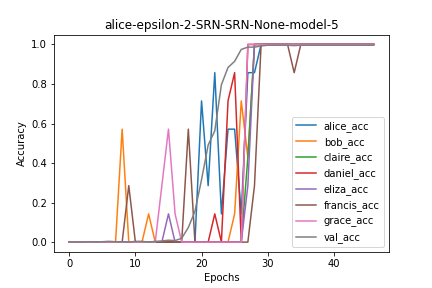 alice-epsilon-2-SRN-SRN-None-model-5
Accuracy
1.0
0.8
0.6
0.4
0.2
0.0
0
10
20
30
40
Epochs
alice_acc
bob_acc
claire_acc
daniel_acc
eliza_acc
francis_acc
grace_acc
val_acc